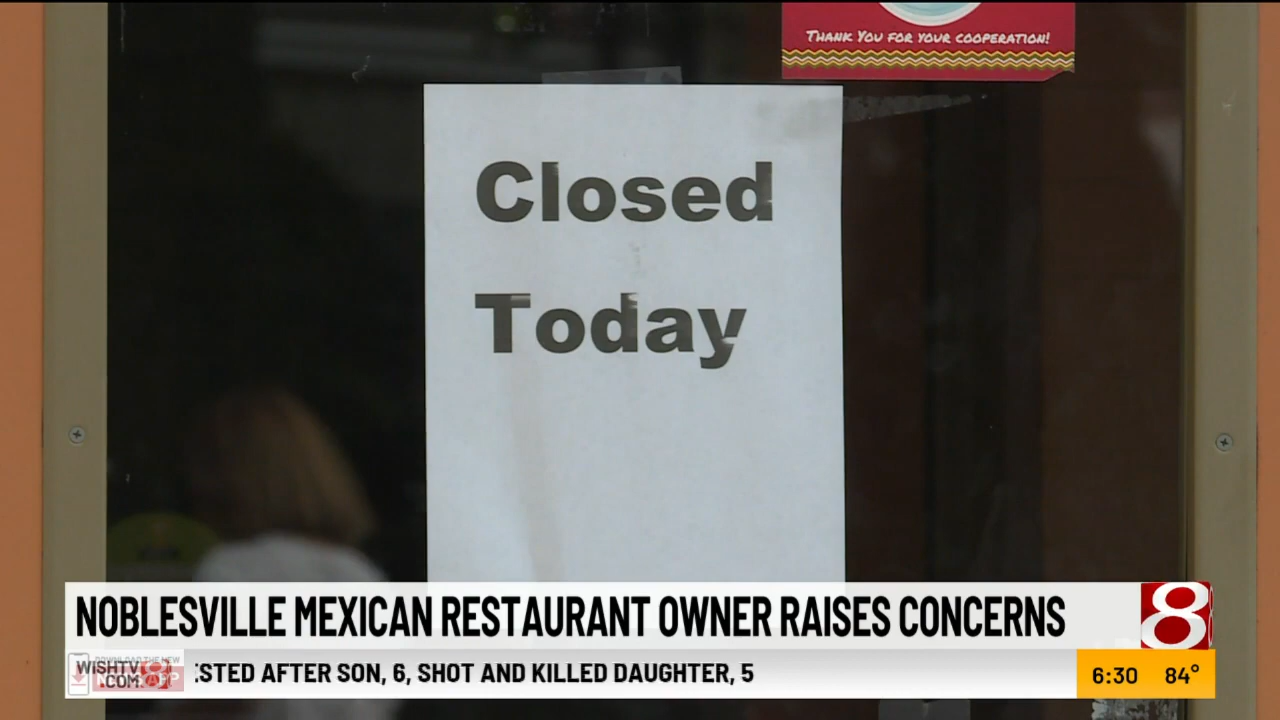 THANK YOU FOR YOUR COOPERATION!
Closed
Today
NOBLESVILLE MEXICAN RESTAURANT OWNER RAISES CONCERNS
8
WISHTV
.COM
ESTED AFTER SON, 6, SHOT AND KILLED DAUGHTER, 5
6:30 84°